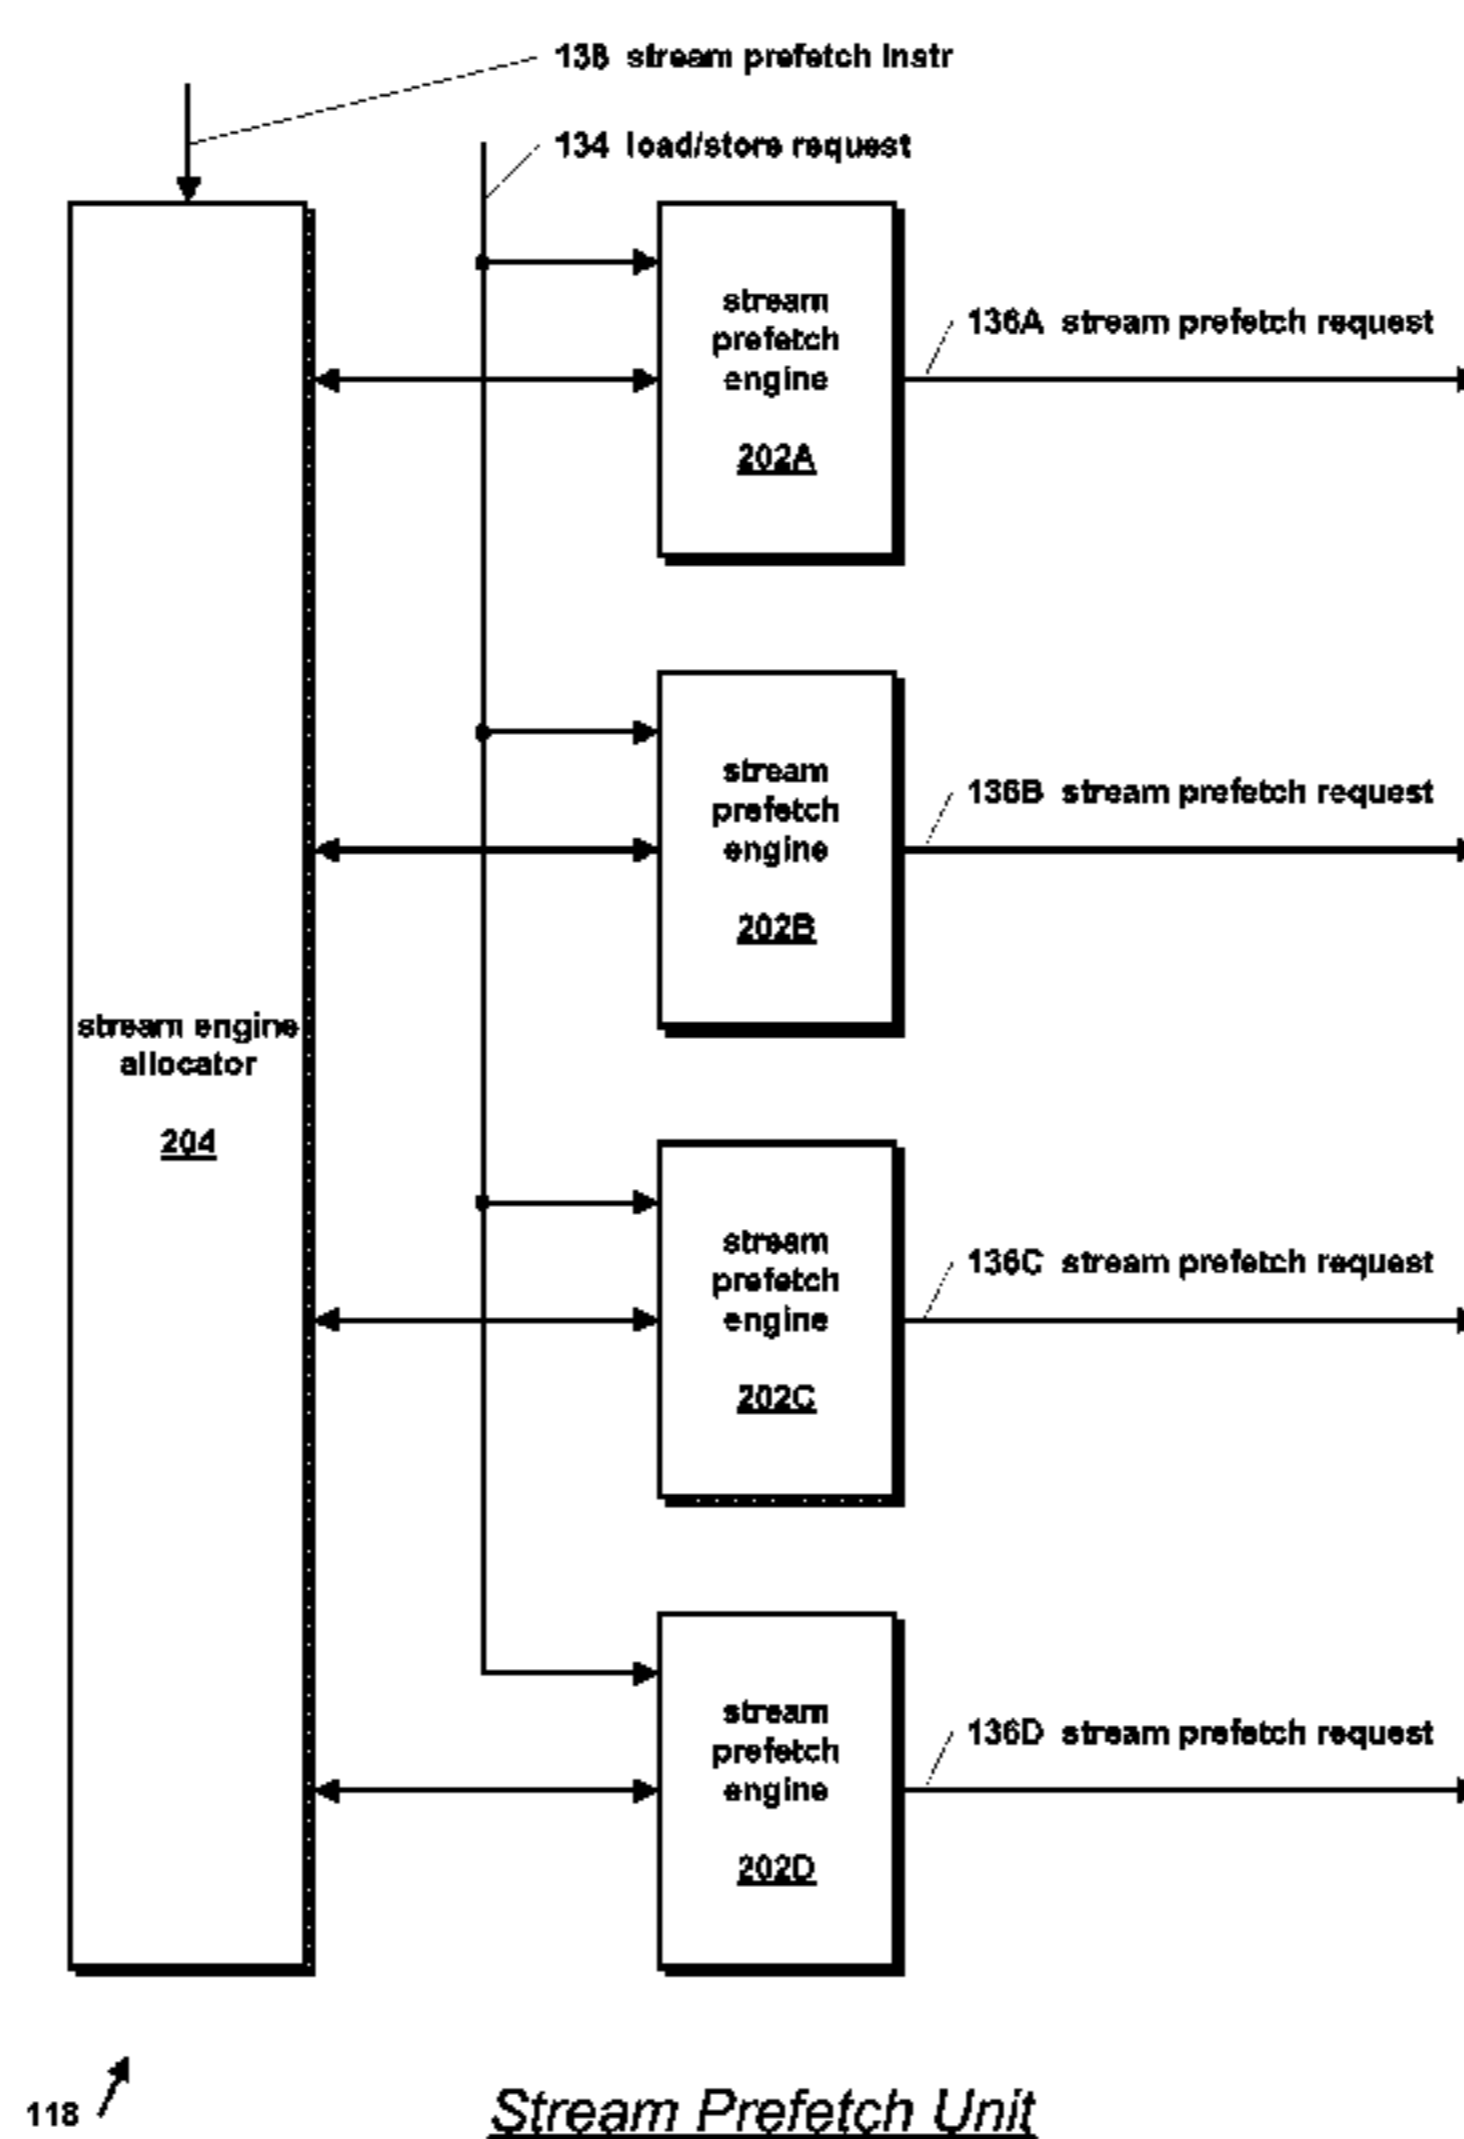 138 stream prefetch instr
134 load/store request
stream
prefetch
engine
202A
136A stream prefetch request
stream
prefetch
engine
202B
136B stream prefetch request
stream engine
allocator
204
stream
prefetch
engine
202C
136C stream prefetch request
stream
prefetch
engine
202D
136D stream prefetch request
118
Stream Prefetch Unit